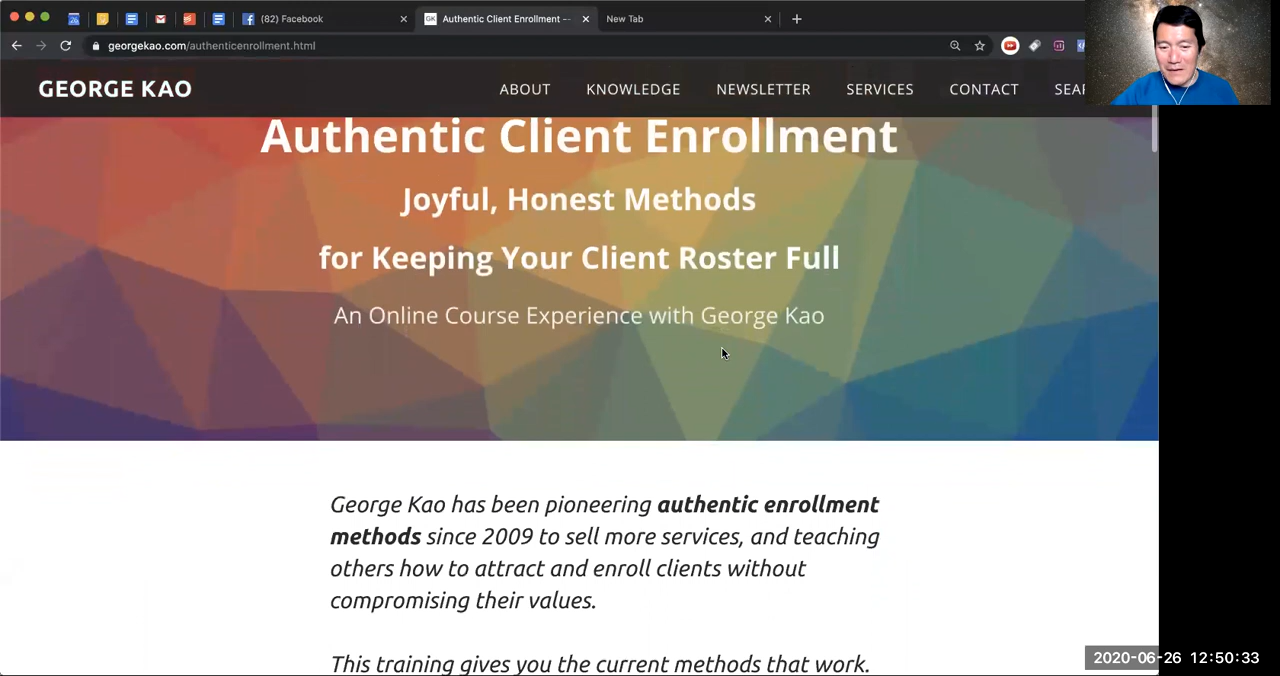 (82) Facebook
GK Authentic Client Enrollment --
New Tab
georgekao.com/authenticenrollment.html
GEORGE KAO
ABOUT
KNOWLEDGE
NEWSLETTER
SERVICES
CONTACT
SEAR
Authentic Client Enrollment
Joyful, Honest Methods
for Keeping Your Client Roster Full
An Online Course Experience with George Kao
George Kao has been pioneering authentic enrollment
methods since 2009 to sell more services, and teaching
others how to attract and enroll clients without
compromising their values.
This training gives you the current methods that work.
2020-06-26 12:50:33